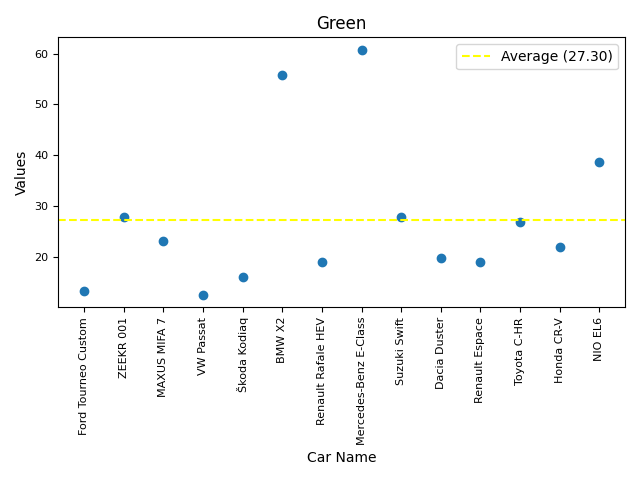 Green
Average (27.30)
Values
60
50
40
30
20
Ford Tourneo Custom
ZEEKR 001
MAXUS MIFA 7
VW Passat
Škoda Kodiaq
BMW X2
Renault Rafale HEV
Mercedes-Benz E-Class
Suzuki Swift
Dacia Duster
Renault Espace
Toyota C-HR
Honda CR-V
NIO EL6
Car Name